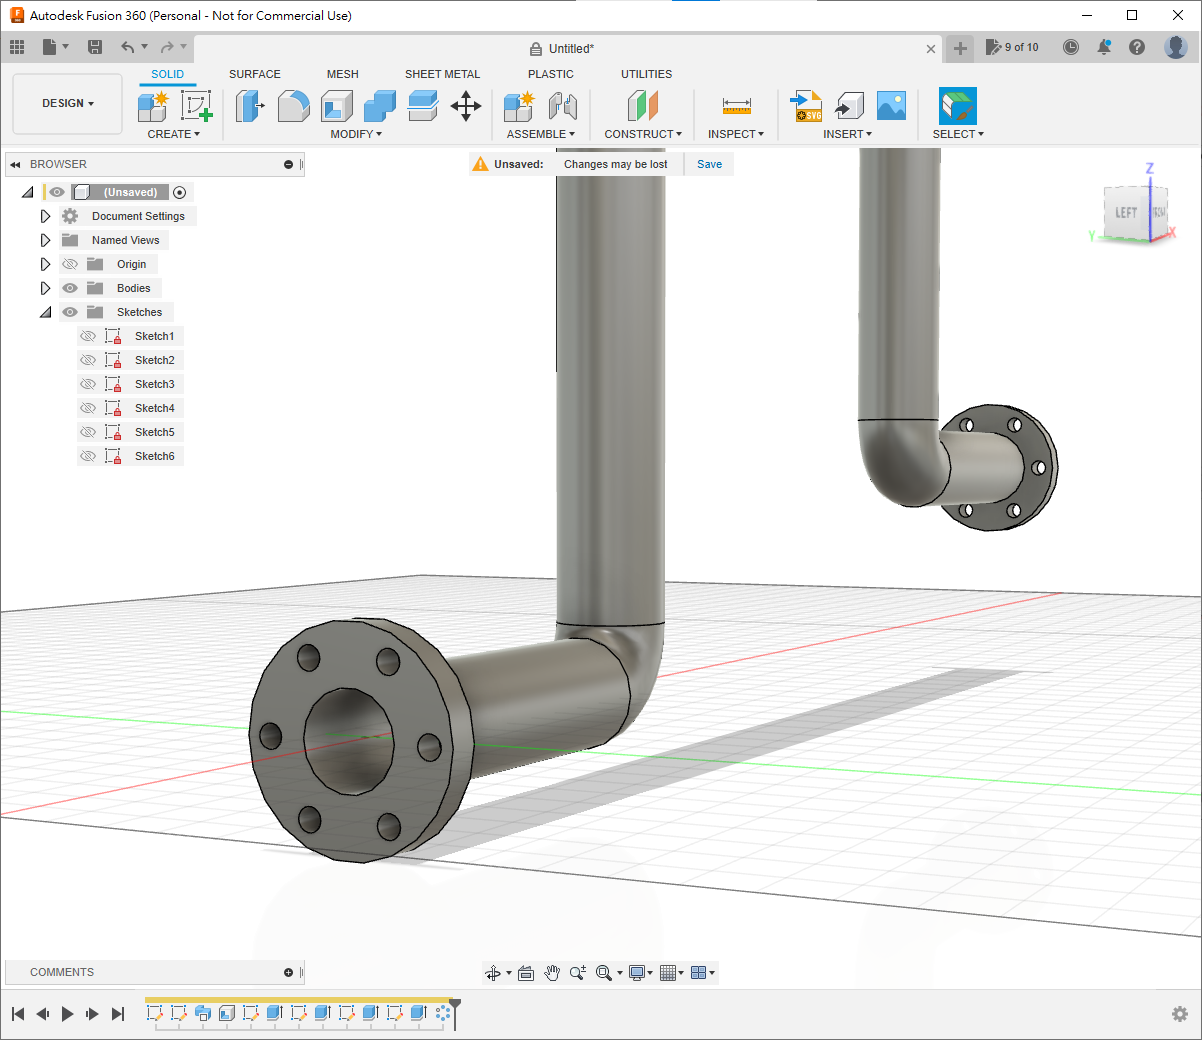 Autodesk Fusion 360 (Personal - Not for Commercial Use)
Untitled*
9 of 10
SOLID
SURFACE
MESH
SHEET METAL
PLASTIC
UTILITIES
DESIGN
CREATE
MODIFY
ASSEMBLE
CONSTRUCT
INSPECT
INSERT
SELECT
SVG
BROWSER
Unsaved: Changes may be lost Save
(Unsaved)
Document Settings
Named Views
Origin
Bodies
Sketches
Sketch1
Sketch2
Sketch3
Sketch4
Sketch5
Sketch6
Z
LEFT
Y
X
COMMENTS